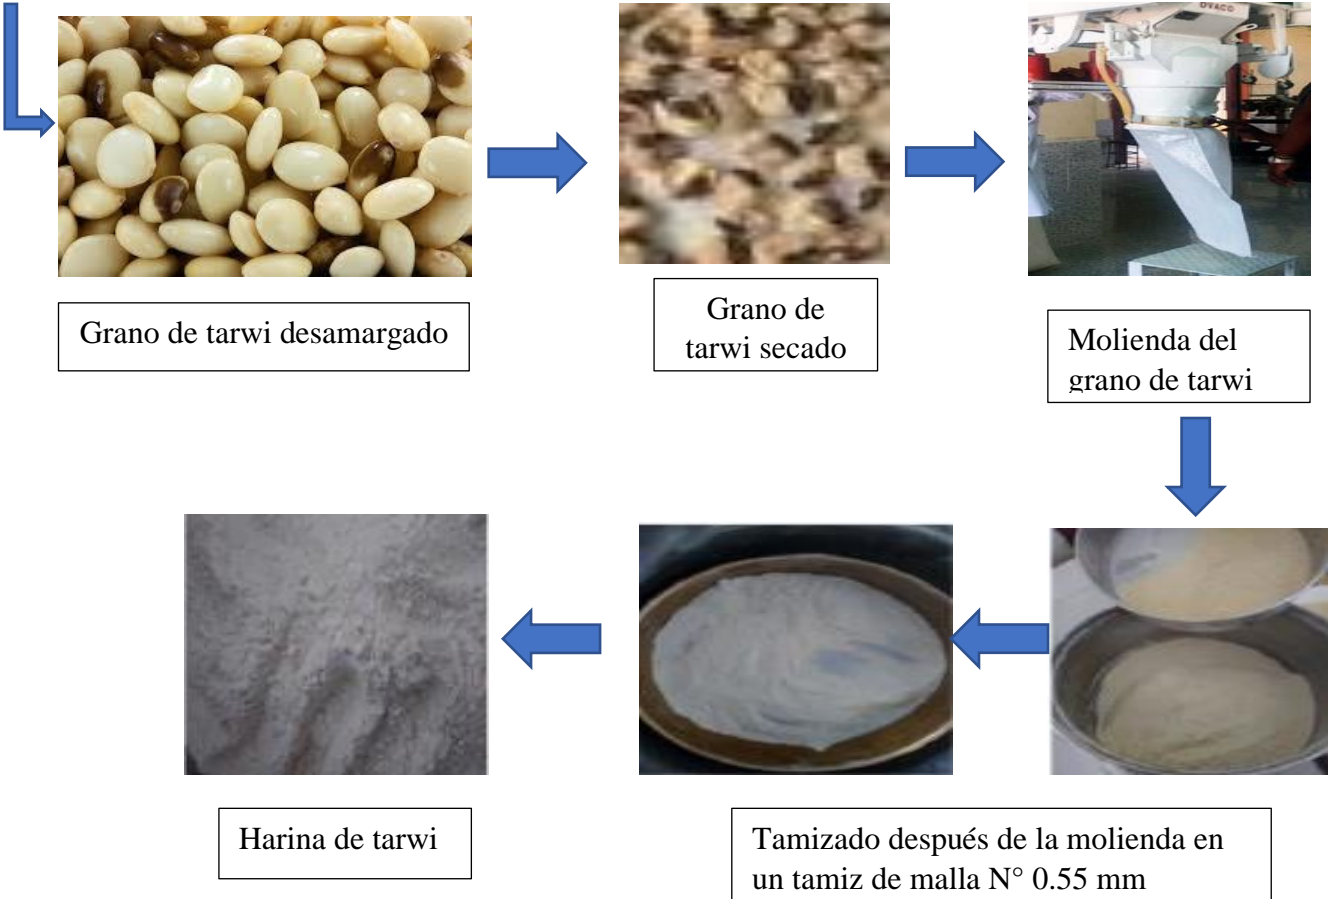 OVACO
Grano de tarwi desamargado
Grano de
tarwi secado
Molienda del
grano de tarwi
Harina de tarwi
Tamizado después de la molienda en
un tamiz de malla N° 0.55 mm